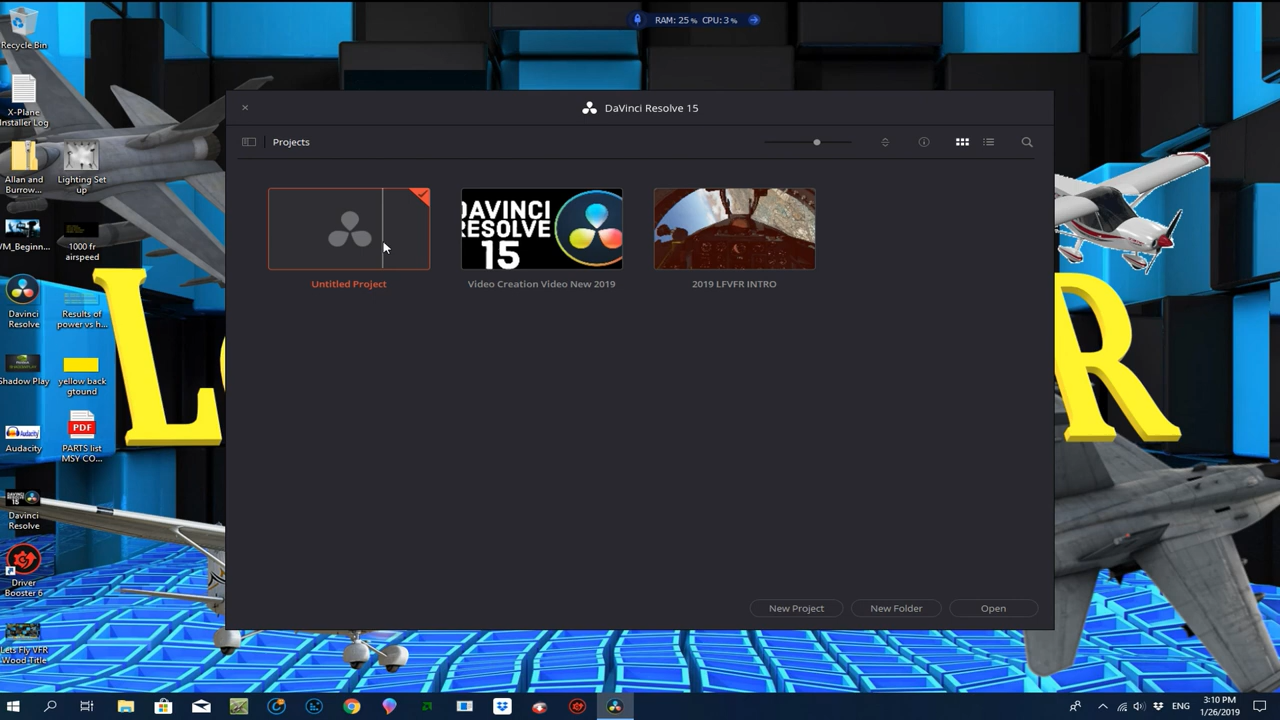 RAM: 25 % CPU: 3 %
Recycle Bin
X-Plane
Installer Log
Allan and
Burrow...
Lighting Set
up
VM_Beginn...
1000 fr
airspeed
Davinci
Resolve
Results of
power vs h...
Shadow Play
yellow back
gtound
Audacity
Audacity
PDF
PARTS list
MSY CO...
Davinci
Resolve
Driver
Booster 6
Lets Fly VFR
Wood-Title
L
R
DaVinci Resolve 15
Projects
Untitled Project
DAVINCI
RESOLVE
15
Video Creation Video New 2019
2019 LFVFR INTRO
New Project
New Folder
Open
ENG
3:10 PM
1/26/2019